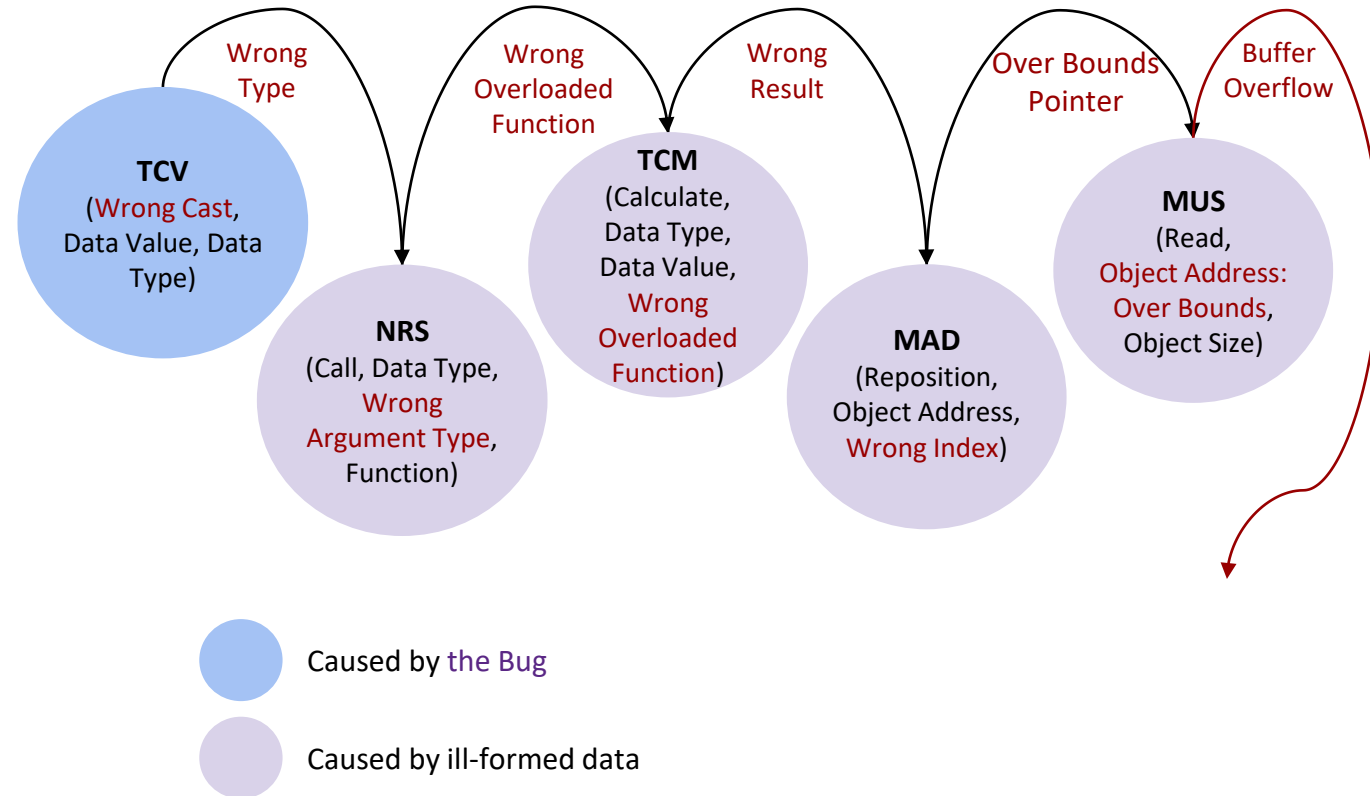 Wrong
Type
Wrong
Overloaded
Function
Wrong
Result
Over Bounds
Pointer
Buffer
Overflow
TCV
(Wrong Cast,
Data Value, Data
Type)
NRS
(Call, Data Type,
Wrong
Argument Type,
Function)
TCM
(Calculate,
Data Type,
Data Value,
Wrong
Overloaded
Function)
MAD
(Reposition,
Object Address,
Wrong Index)
MUS
(Read,
Object Address:
Over Bounds,
Object Size)
Caused by the Bug
Caused by ill-formed data